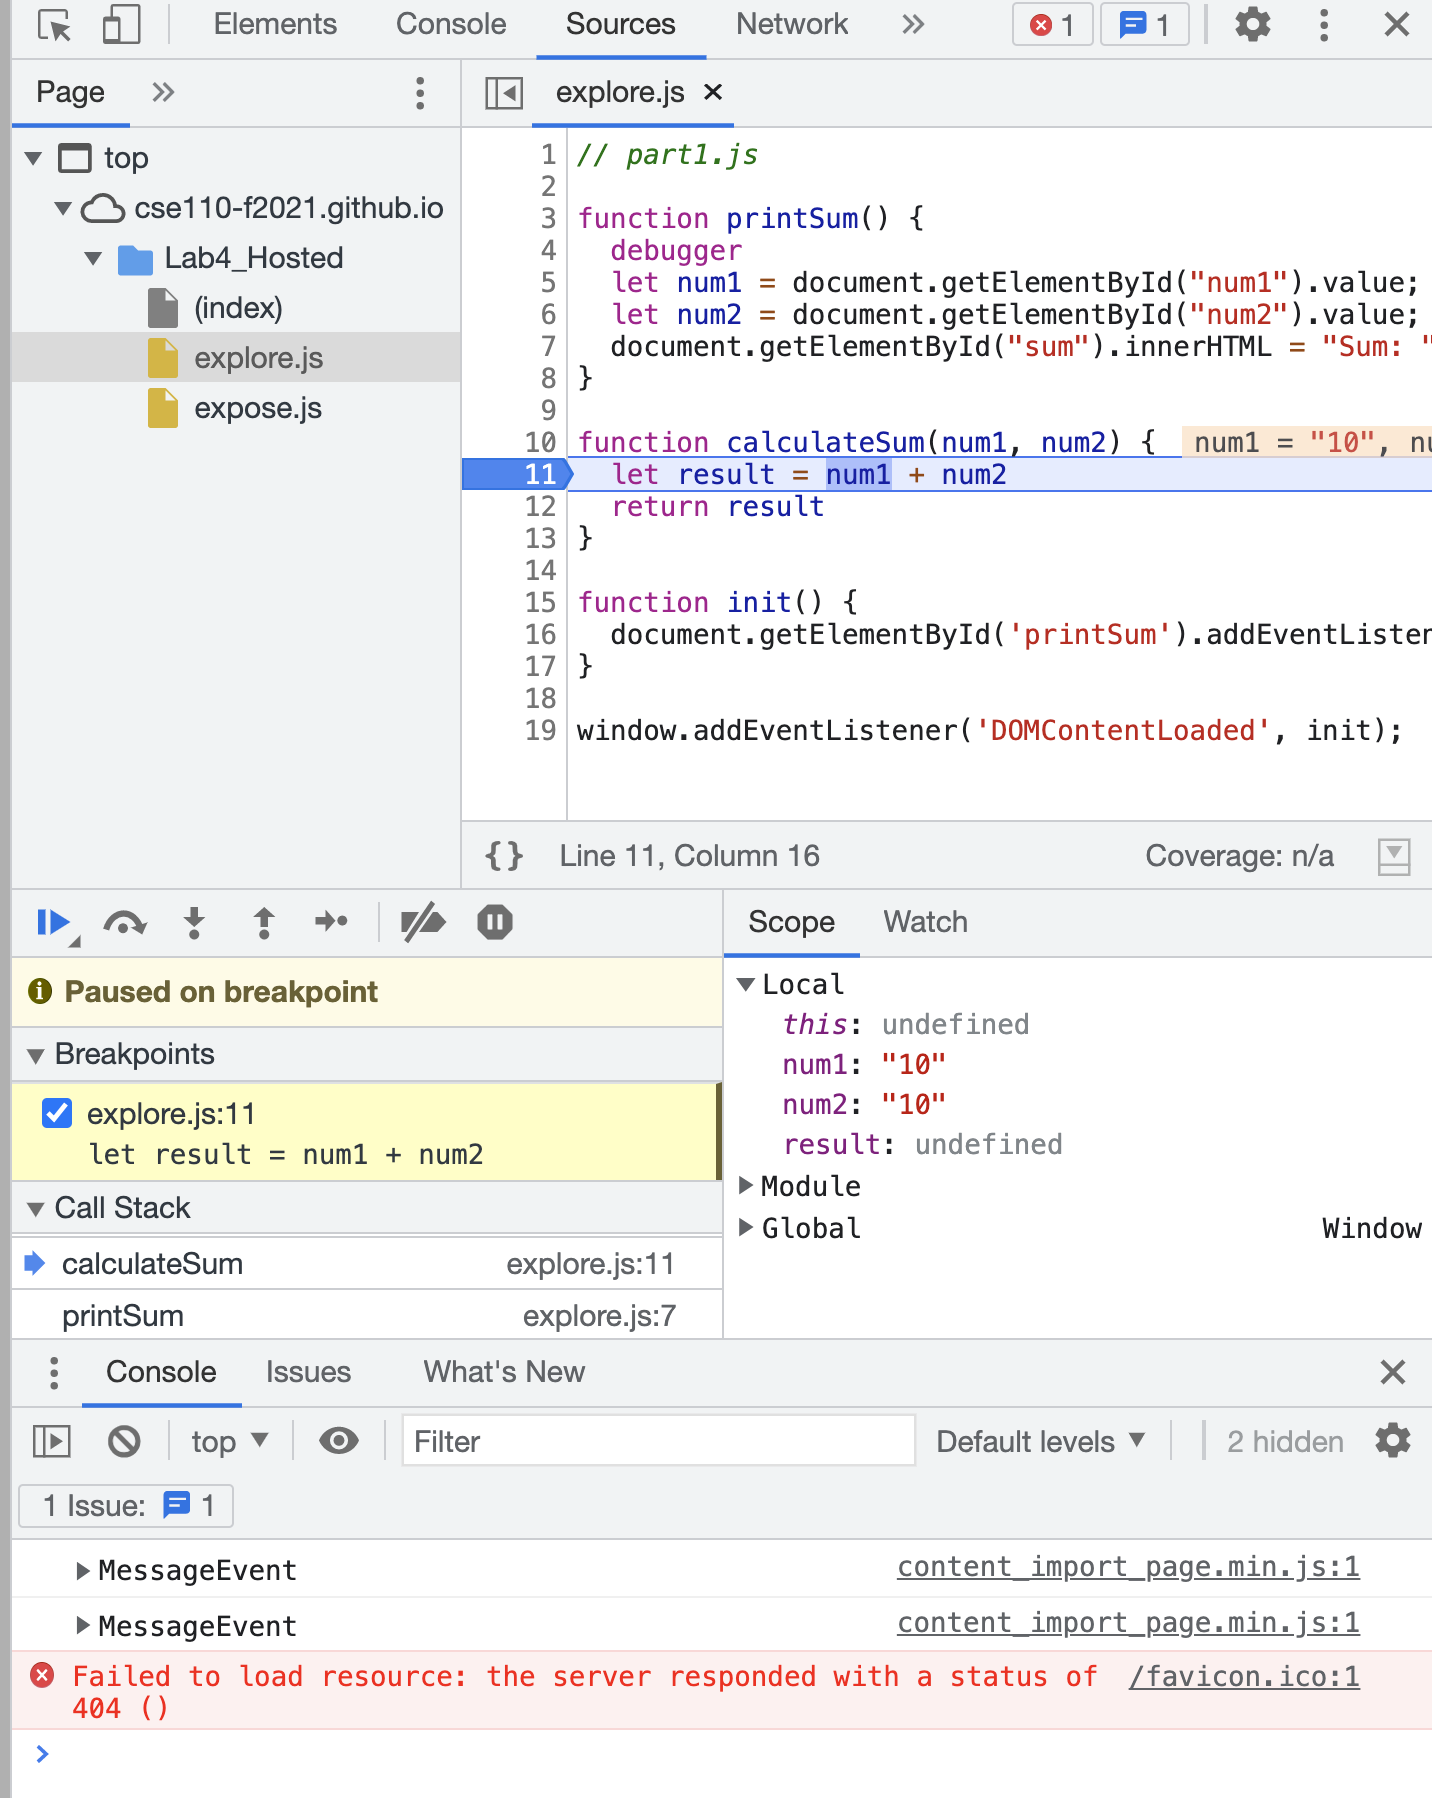 Elements Console Sources Network » 1 1
Page » explore.js ×
top
cse110-f2021.github.io
Lab4_Hosted
(index)
explore.js
expose.js
1 // part1.js
2
3 function printSum() {
4 debugger
5 let num1 = document.getElementById("num1").value;
6 let num2 = document.getElementById("num2").value;
7 document.getElementById("sum").innerHTML = "Sum: "
8 }
9
10 function calculateSum(num1, num2) { num1 = "10", nu
11 let result = num1 + num2
12 return result
13 }
14
15 function init() {
16 document.getElementById('printSum').addEventListen
17 }
18
19 window.addEventListener('DOMContentLoaded', init);
{} Line 11, Column 16 Coverage: n/a
Paused on breakpoint
Breakpoints
explore.js:11
let result = num1 + num2
Call Stack
calculateSum explore.js:11
printSum explore.js:7
Scope Watch
Local
this: undefined
num1: "10"
num2: "10"
result: undefined
Module
Global Window
Console Issues What's New
top Filter Default levels 2 hidden
1 Issue: 1
MessageEvent content_import_page.min.js:1
MessageEvent content_import_page.min.js:1
Failed to load resource: the server responded with a status of /favicon.ico:1
404 ()